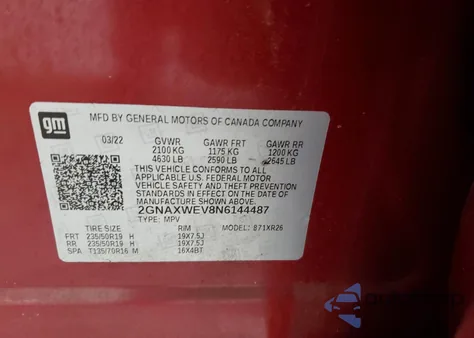 gm
MFD BY GENERAL MOTORS OF CANADA COMPANY
03/22 GVWR GAWR FRT GAWR RR
2100 KG 1175 KG 1200 KG
4630 LB 2590 LB 2645 LB
THIS VEHICLE CONFORMS TO ALL
APPLICABLE U.S. FEDERAL MOTOR
VEHICLE SAFETY AND THEFT PREVENTION
STANDARDS IN EFFECT ON THE DATE OF
MANUFACTURE SHOWN ABOVE.
2GNAXWEV8N6144487
TYPE: MPV MODEL: 871XR26
TIRE SIZE RIM
FRT 235/50R19 H 19X7.5J
RR 235/50R19 H 19X7.5J
SPA T135/70R16 M 16X4BT